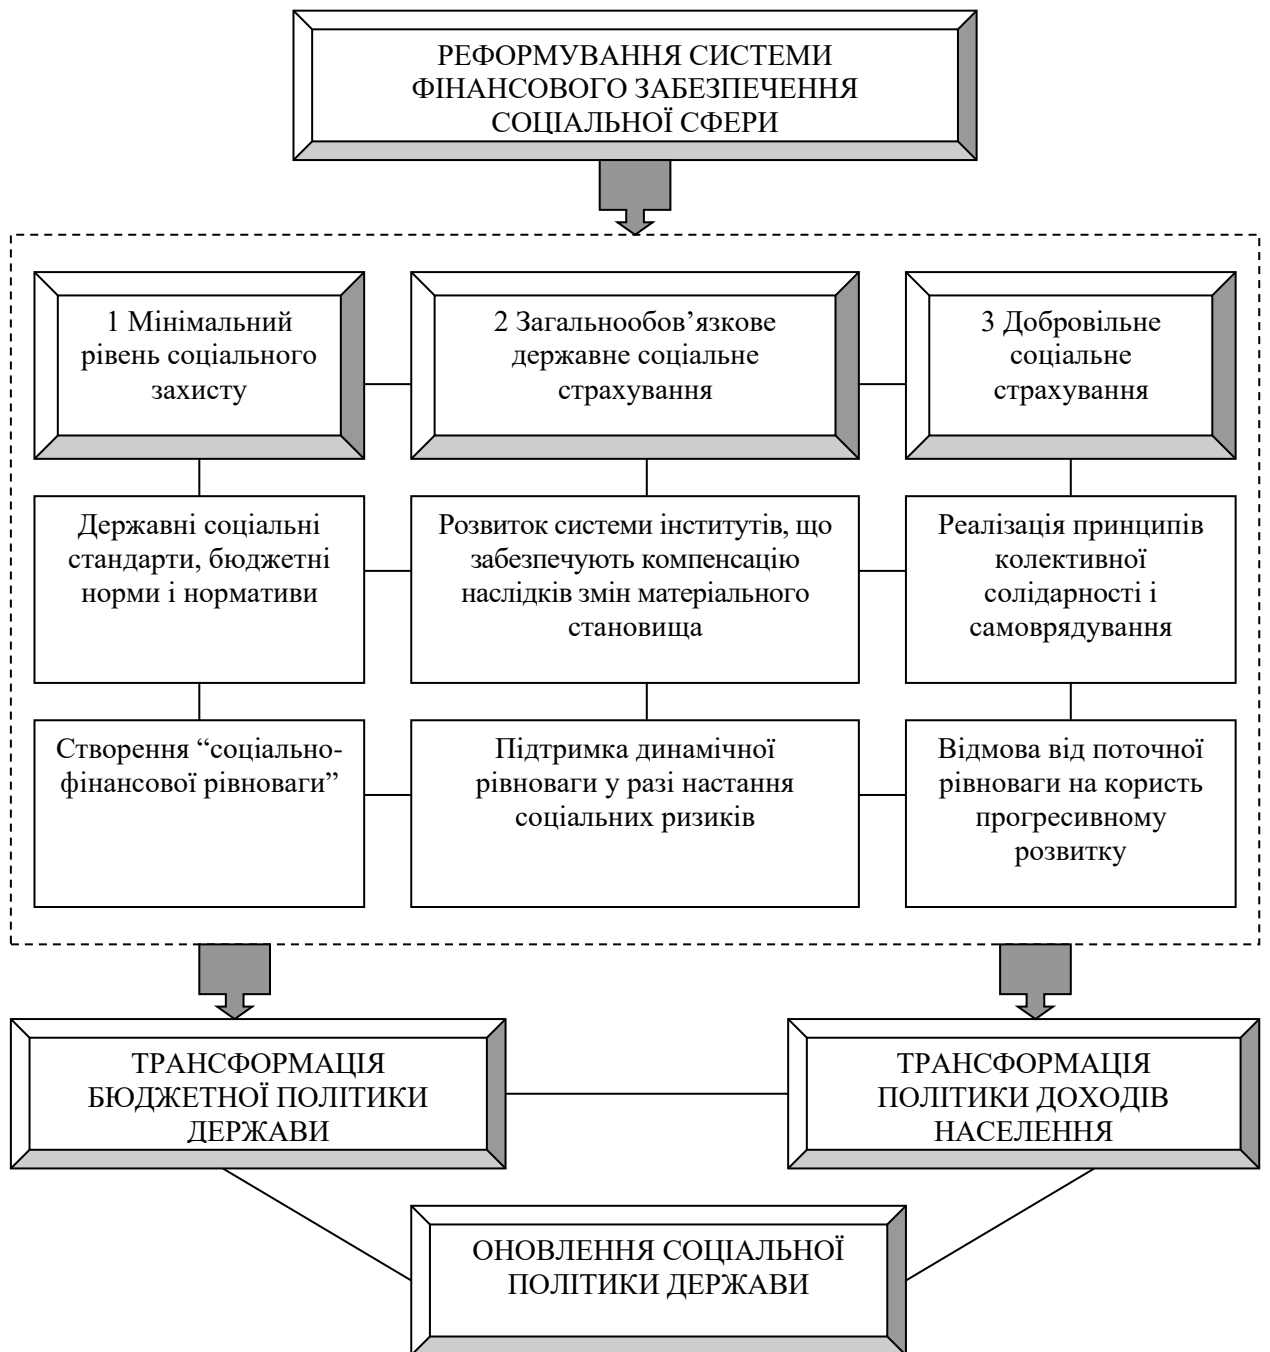 РЕФОРМУВАННЯ СИСТЕМИ
ФІНАНСОВОГО ЗАБЕЗПЕЧЕННЯ
СОЦІАЛЬНОЇ СФЕРИ
1 Мінімальний
рівень соціального
захисту
2 Загальнообов’язкове
державне соціальне
страхування
3 Добровільне
соціальне
страхування
Державні соціальні
стандарти, бюджетні
норми і нормативи
Розвиток системи інститутів, що
забезпечують компенсацію
наслідків змін матеріального
становища
Реалізація принципів
колективної
солідарності і
самоврядування
Створення “соціально-
фінансової рівноваги”
Підтримка динамічної
рівноваги у разі настання
соціальних ризиків
Відмова від поточної
рівноваги на користь
прогресивному
розвитку
ТРАНСФОРМАЦІЯ
БЮДЖЕТНОЇ ПОЛІТИКИ
ДЕРЖАВИ
ТРАНСФОРМАЦІЯ
ПОЛІТИКИ ДОХОДІВ
НАСЕЛЕННЯ
ОНОВЛЕННЯ СОЦІАЛЬНОЇ
ПОЛІТИКИ ДЕРЖАВИ